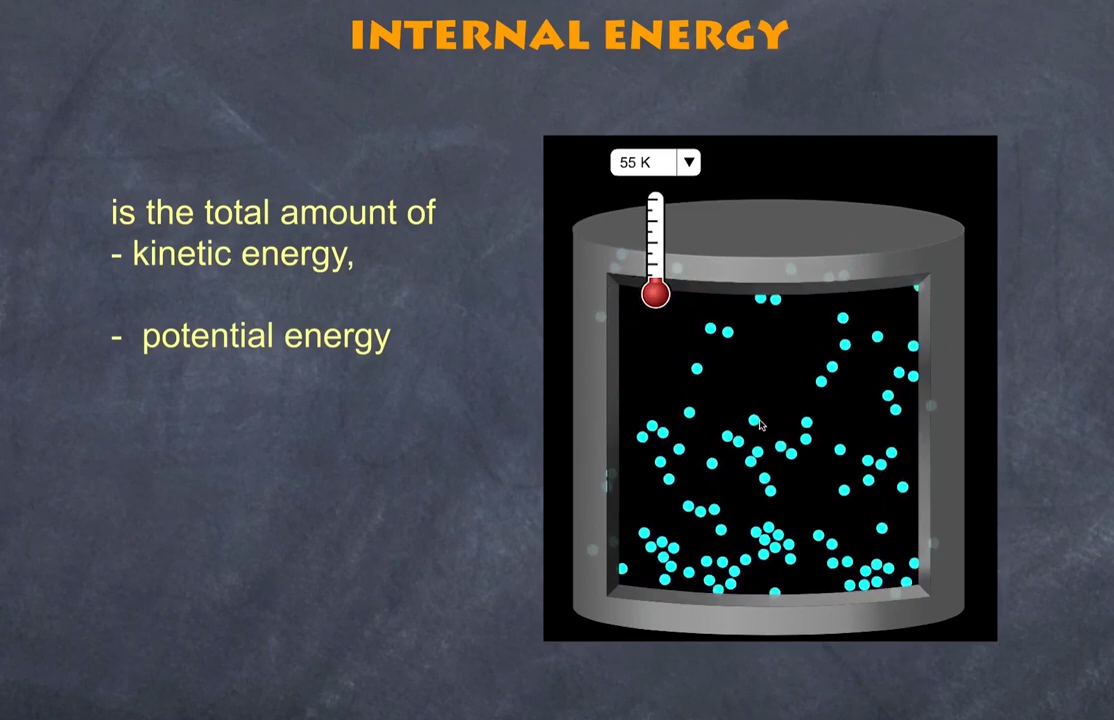 INTERNAL ENERGY
55 K
is the total amount of
- kinetic energy,
- potential energy